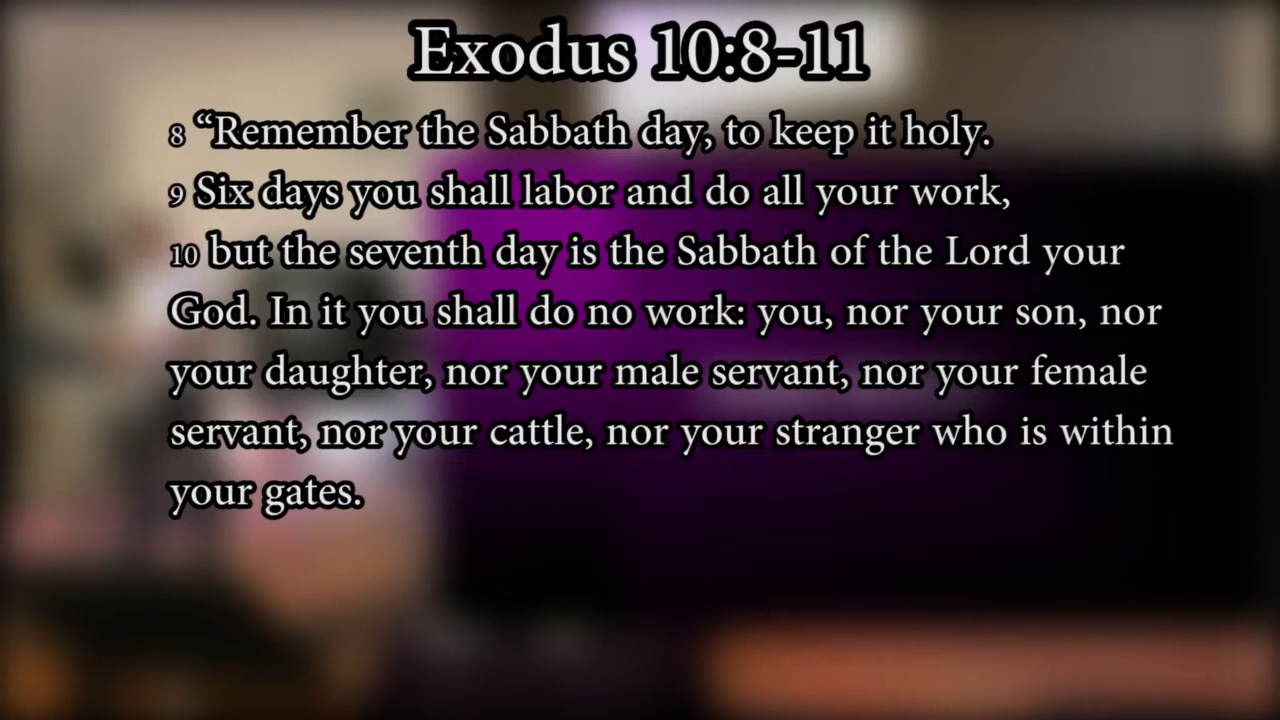 Exodus 10:8-11
8 “Remember the Sabbath day, to keep it holy.
9 Six days you shall labor and do all your work,
10 but the seventh day is the Sabbath of the Lord your
God. In it you shall do no work: you, nor your son, nor
your daughter, nor your male servant, nor your female
servant, nor your cattle, nor your stranger who is within
your gates.